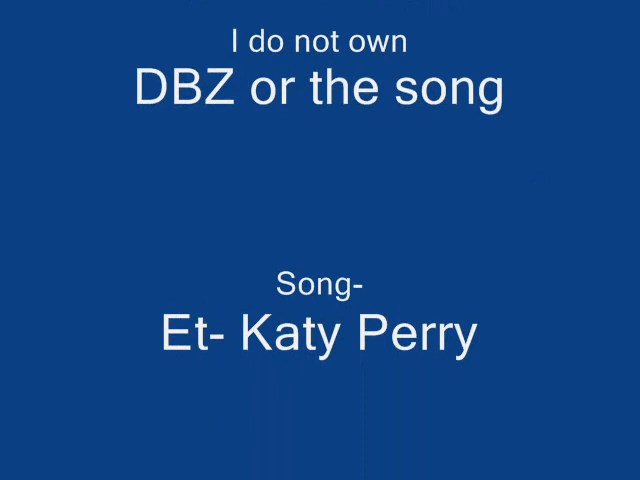 I do not own
DBZ or the song
Song-
Et- Katy Perry